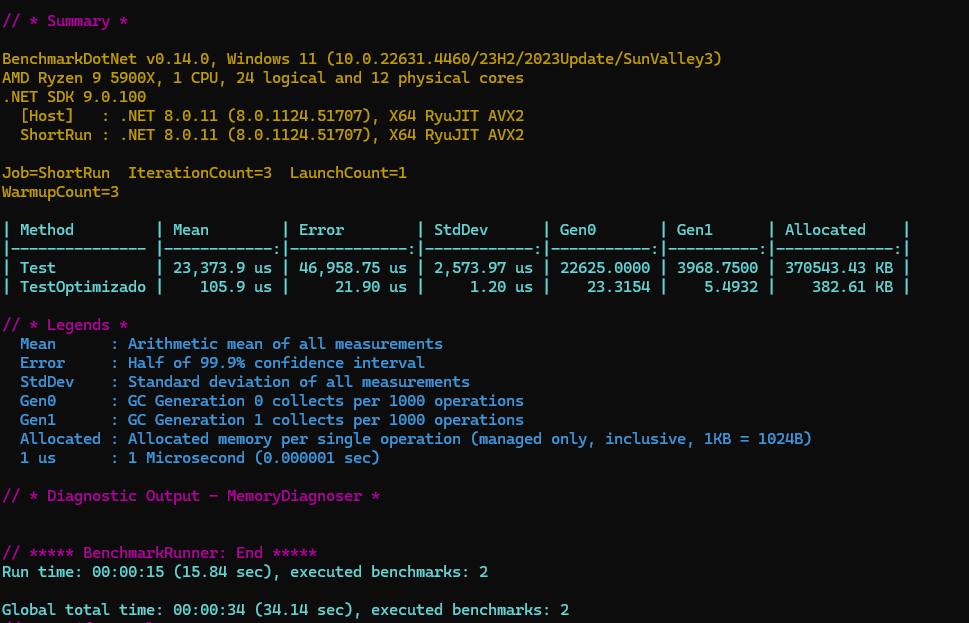 // * Summary *
BenchmarkDotNet v0.14.0, Windows 11 (10.0.22631.4460/23H2/2023Update/SunValley3)
AMD Ryzen 9 5900X, 1 CPU, 24 logical and 12 physical cores
.NET SDK 9.0.100
  [Host]   : .NET 8.0.11 (8.0.1124.51707), X64 RyuJIT AVX2
  ShortRun : .NET 8.0.11 (8.0.1124.51707), X64 RyuJIT AVX2
Job=ShortRun  IterationCount=3  LaunchCount=1
WarmupCount=3
| Method         | Mean        | Error        | StdDev      | Gen0       | Gen1      | Allocated    |
|--------------- |------------:|-------------:|------------:|-----------:|----------:|-------------:|
| Test           | 23,373.9 us | 46,958.75 us | 2,573.97 us | 22625.0000 | 3968.7500 | 370543.43 KB |
| TestOptimizado |    105.9 us |     21.90 us |     1.20 us |    23.3154 |    5.4932 |    382.61 KB |
// * Legends *
  Mean      : Arithmetic mean of all measurements
  Error     : Half of 99.9% confidence interval
  StdDev    : Standard deviation of all measurements
  Gen0      : GC Generation 0 collects per 1000 operations
  Gen1      : GC Generation 1 collects per 1000 operations
  Allocated : Allocated memory per single operation (managed only, inclusive, 1KB = 1024B)
  1 us      : 1 Microsecond (0.000001 sec)
// * Diagnostic Output - MemoryDiagnoser *
// ***** BenchmarkRunner: End *****
Run time: 00:00:15 (15.84 sec), executed benchmarks: 2
Global total time: 00:00:34 (34.14 sec), executed benchmarks: 2